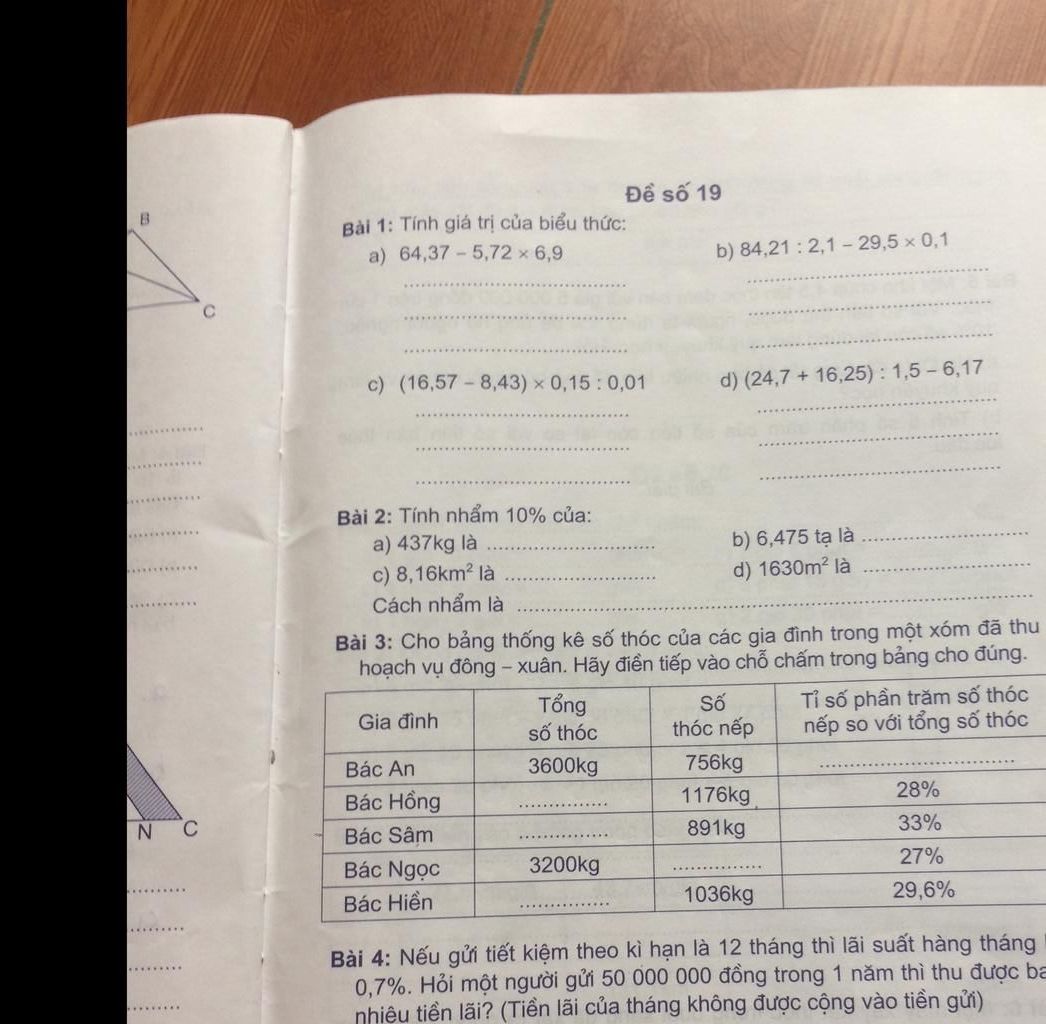 B
C
N C
Đề số 19
Bài 1: Tính giá trị của biểu thức:
a) 64,37 – 5,72 × 6,9
b) 84,21 : 2,1 – 29,5 × 0,1
c) (16,57 – 8,43) × 0,15 : 0,01
d) (24,7 + 16,25) : 1,5 – 6,17
Bài 2: Tính nhẩm 10% của:
a) 437kg là ........................
b) 6,475 tạ là ........................
c) 8,16km² là ........................
d) 1630m² là ........................
Cách nhẩm là ........................
Bài 3: Cho bảng thống kê số thóc của các gia đình trong một xóm đã thu
hoạch vụ đông – xuân. Hãy điền tiếp vào chỗ chấm trong bảng cho đúng.
Gia đình
Tổng
số thóc
Số
thóc nếp
Tỉ số phần trăm số thóc
nếp so với tổng số thóc
Bác An 3600kg 756kg ........................
Bác Hồng ............... 1176kg 28%
Bác Sâm ............... 891kg 33%
Bác Ngọc 3200kg ............... 27%
Bác Hiền ............... 1036kg 29,6%
Bài 4: Nếu gửi tiết kiệm theo kì hạn là 12 tháng thì lãi suất hàng tháng
0,7%. Hỏi một người gửi 50 000 000 đồng trong 1 năm thì thu được
nhiêu tiền lãi? (Tiền lãi của tháng không được cộng vào tiền gửi)